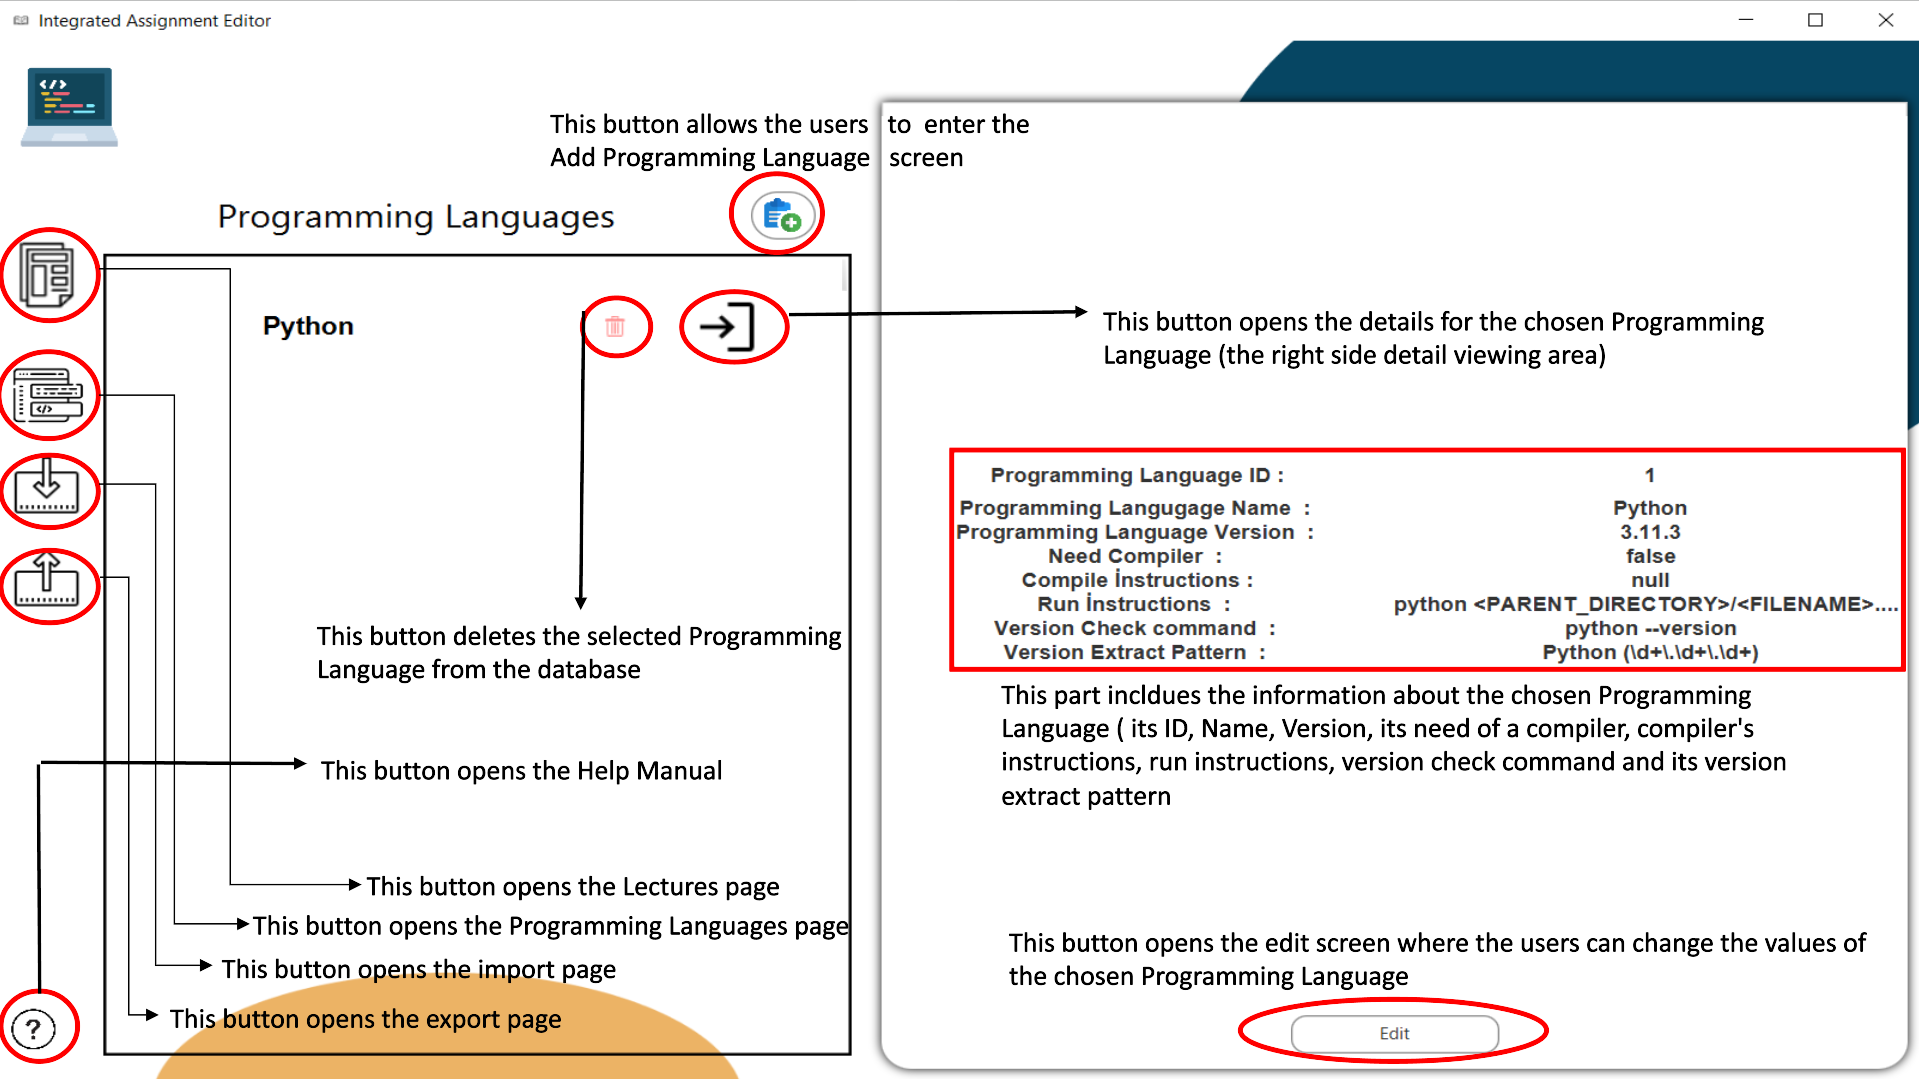 Integrated Assignment Editor
This button allows the users to enter the
Add Programming Language screen
Programming Languages
Python
This button opens the details for the chosen Programming
Language (the right side detail viewing area)
Programming Language ID : 1
Programming Langugage Name : Python
Programming Language Version : 3.11.3
Need Compiler : false
Compile İnstructions : null
Run İnstructions : python <PARENT_DIRECTORY>/<FILENAME>....
Version Check command : python --version
Version Extract Pattern : Python (\d+\.\d+\.\d+)
This button deletes the selected Programming
Language from the database
This part incldues the information about the chosen Programming
Language ( its ID, Name, Version, its need of a compiler, compiler's
instructions, run instructions, version check command and its version
extract pattern
This button opens the Help Manual
This button opens the Lectures page
This button opens the Programming Languages page
This button opens the import page
This button opens the export page
?
This button opens the edit screen where the users can change the values of
the chosen Programming Language
Edit